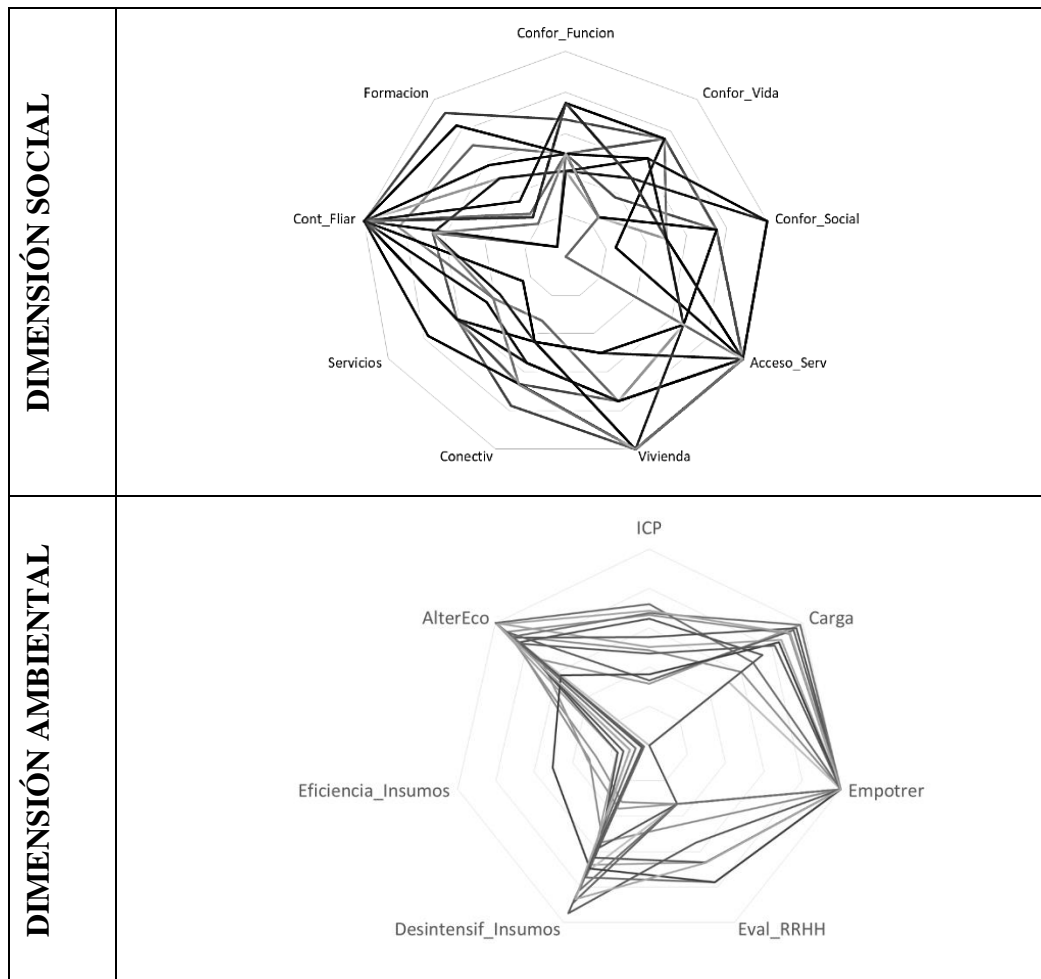 DIMENSIÓN SOCIAL
Confor_Funcion
Formacion
Confor_Vida
Cont_Fliar
Confor_Social
Servicios
Acceso_Serv
Conectiv
Vivienda
DIMENSIÓN AMBIENTAL
ICP
AlterEco
Carga
Eficiencia_Insumos
Empotrer
Desintensif_Insumos
Eval_RRHH